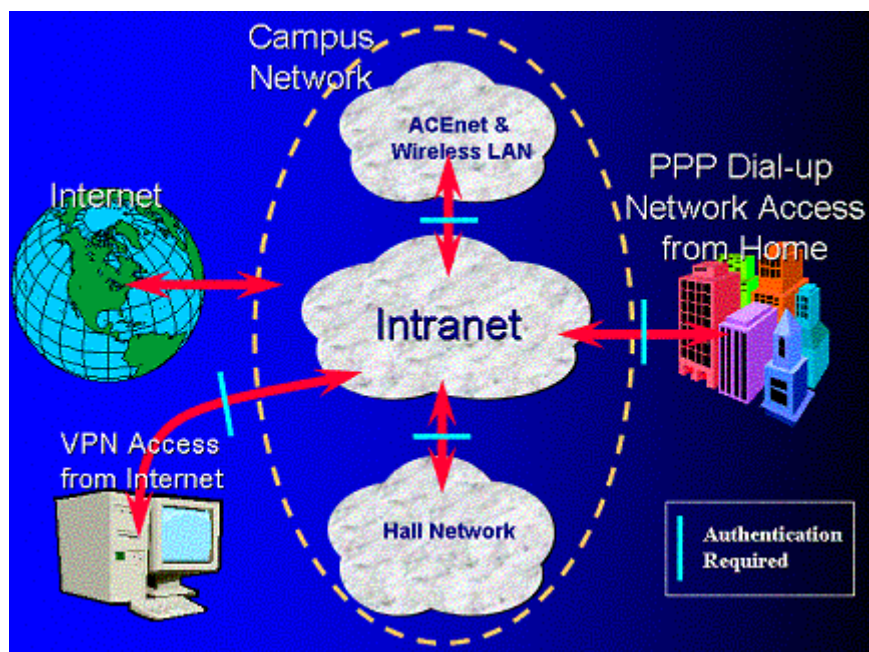 Campus
Network
ACEnet &
Wireless LAN
Internet
PPP Dial-up
Network Access
from Home
Intranet
VPN Access
from Internet
Hall Network
Authentication
Required